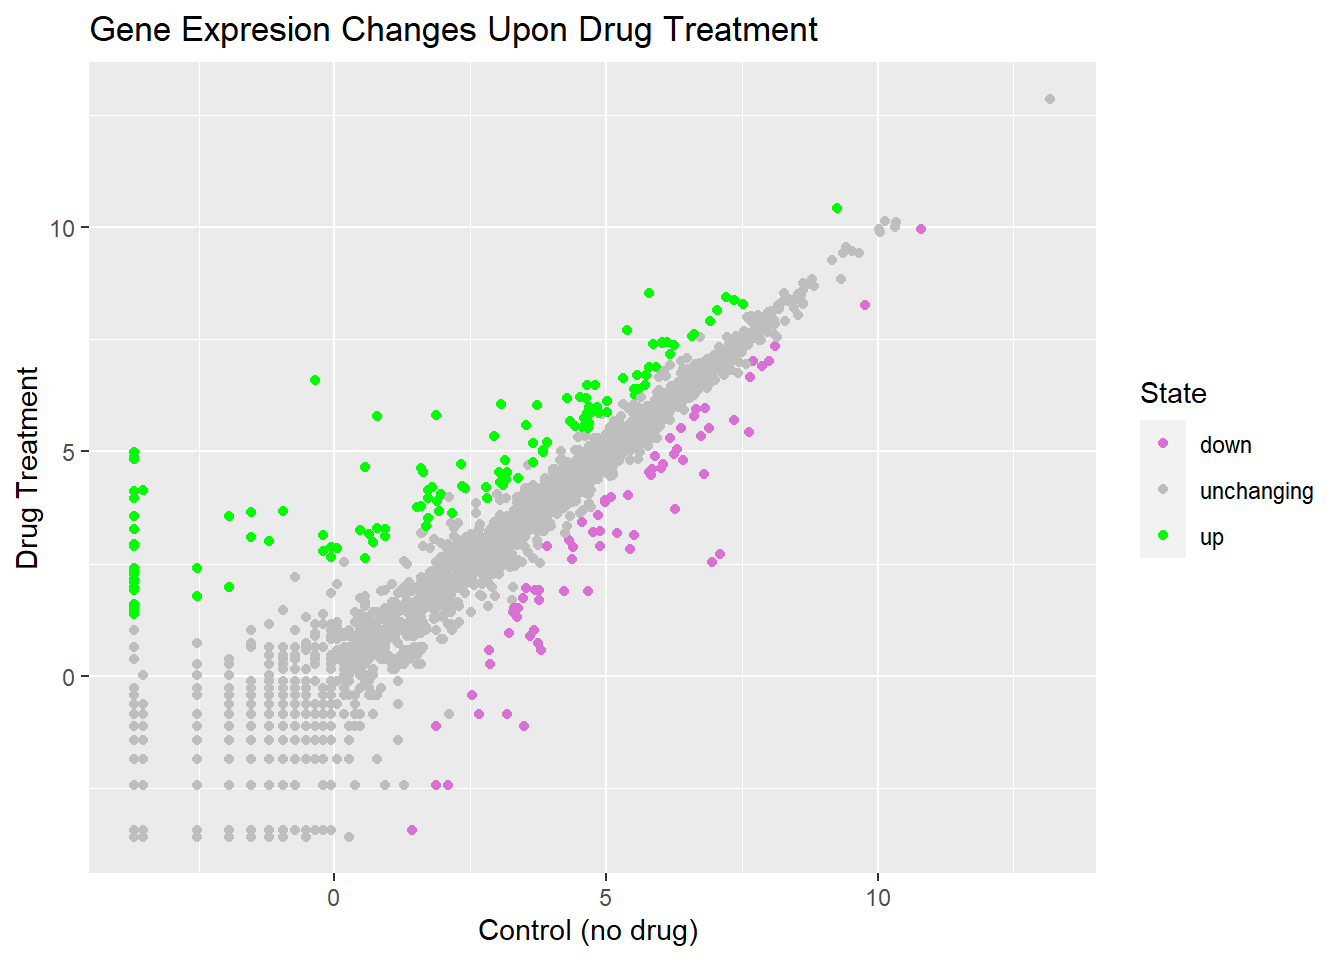 Gene Expresion Changes Upon Drug Treatment
Drug Treatment
10
5
0
0
5
10
Control (no drug)
State
down
unchanging
up